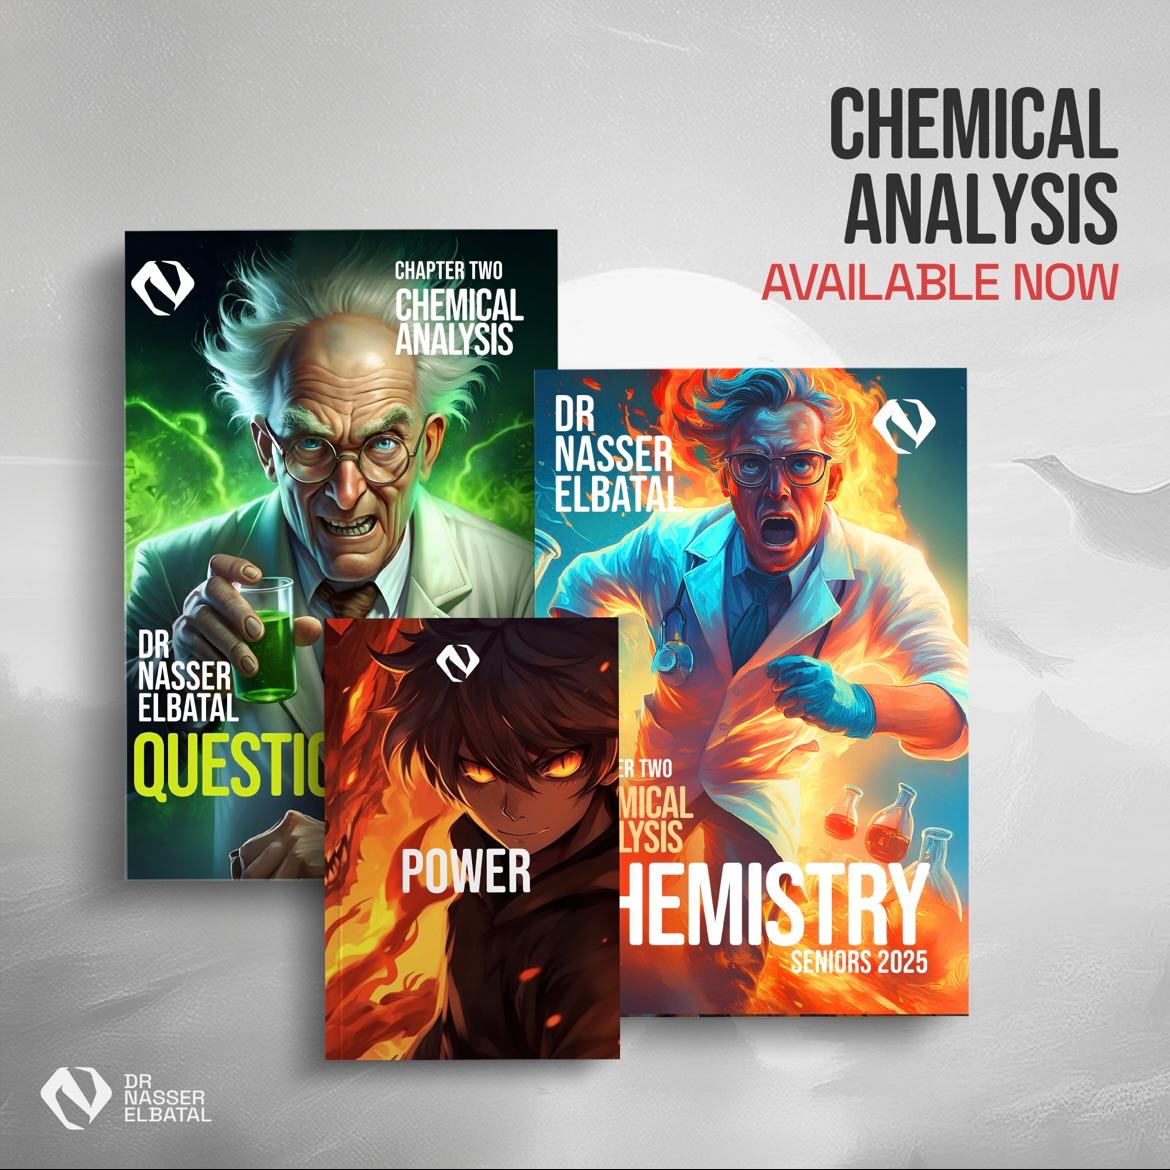 CHEMICAL
ANALYSIS
AVAILABLE NOW
CHAPTER TWO
CHEMICAL
ANALYSIS
DR
NASSER
ELBATAL
DR
NASSER
ELBATAL
QUESTIO
POWER
ER TWO
MICAL
LYSIS
HEMISTRY
SENIORS 2025
DR
NASSER
ELBATAL